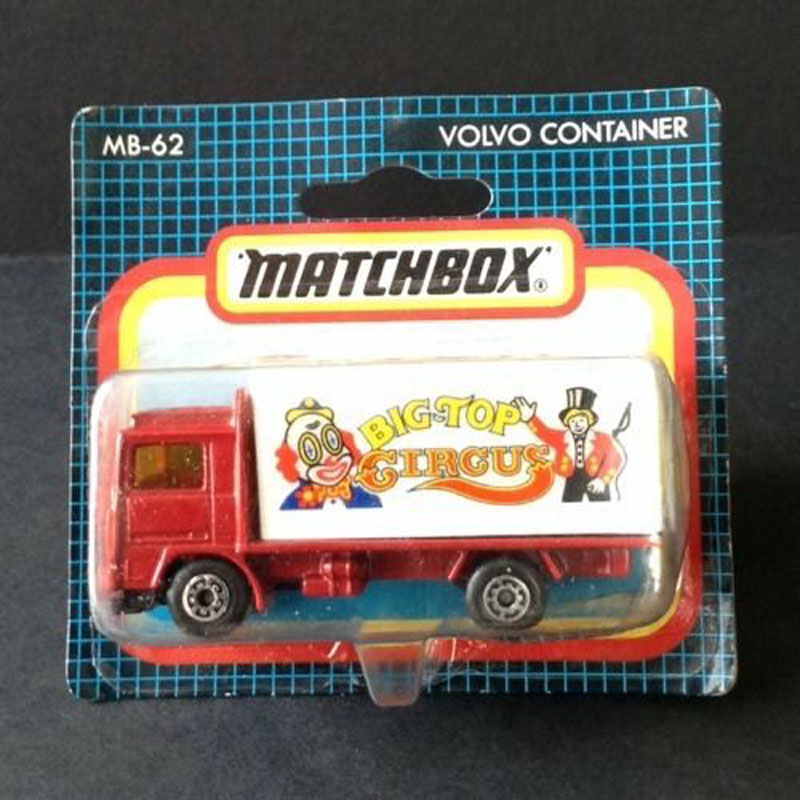 MB-62
VOLVO CONTAINER
"MATCHBOX"®
BIG TOP
CIRCUS